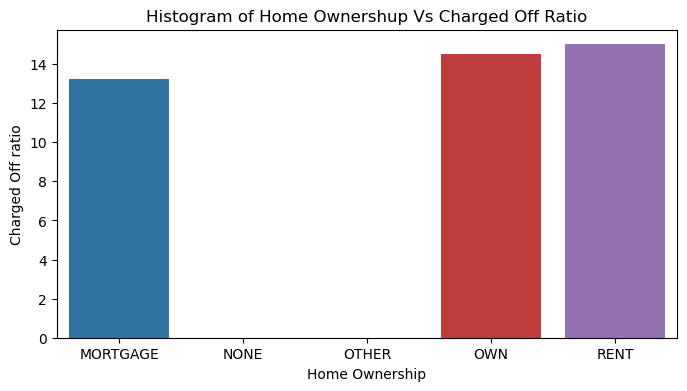 Histogram of Home Ownershup Vs Charged Off Ratio
14
12
10
8
6
4
2
0
Charged Off ratio
MORTGAGE NONE OTHER OWN RENT
Home Ownership